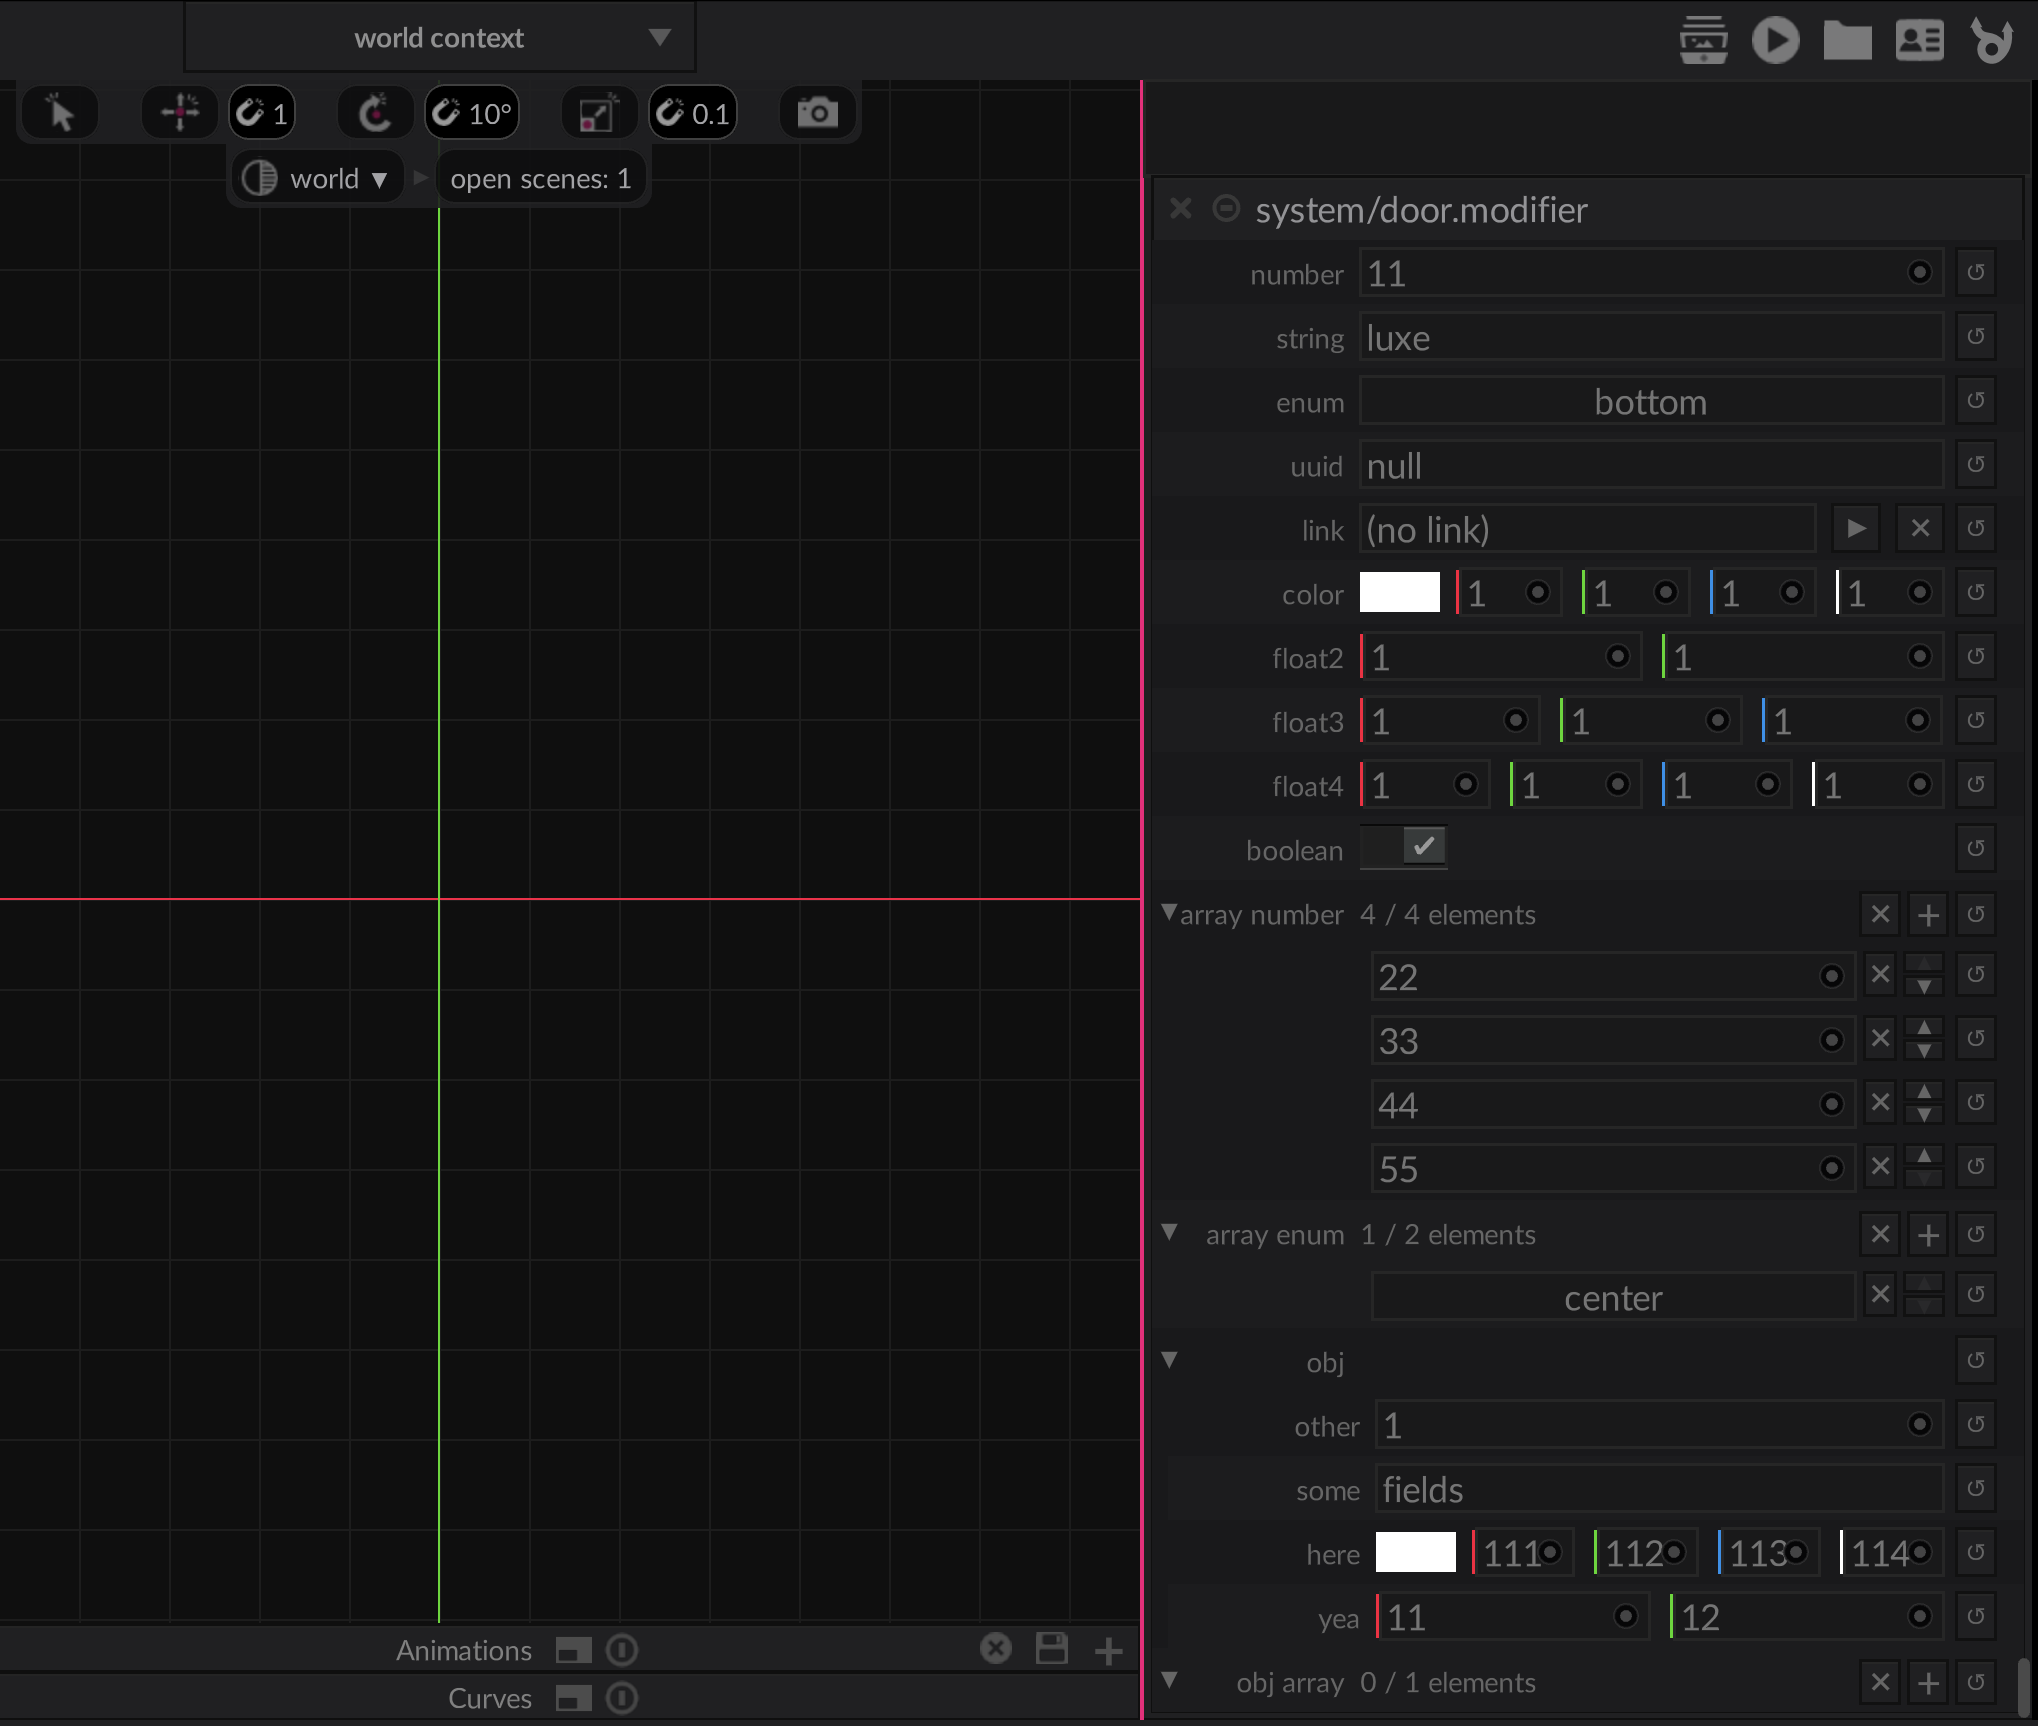 world context
1
10°
0.1
world ▼ ▶ open scenes: 1
system/door.modifier
number 11
string luxe
enum bottom
uuid null
link (no link)
color 1 1 1 1
float2 1 1
float3 1 1 1
float4 1 1 1 1
boolean
array number 4 / 4 elements
22
33
44
55
array enum 1 / 2 elements
center
obj
other 1
some fields
here 111 112 113 114
yea 11 12
obj array 0 / 1 elements
Animations
Curves